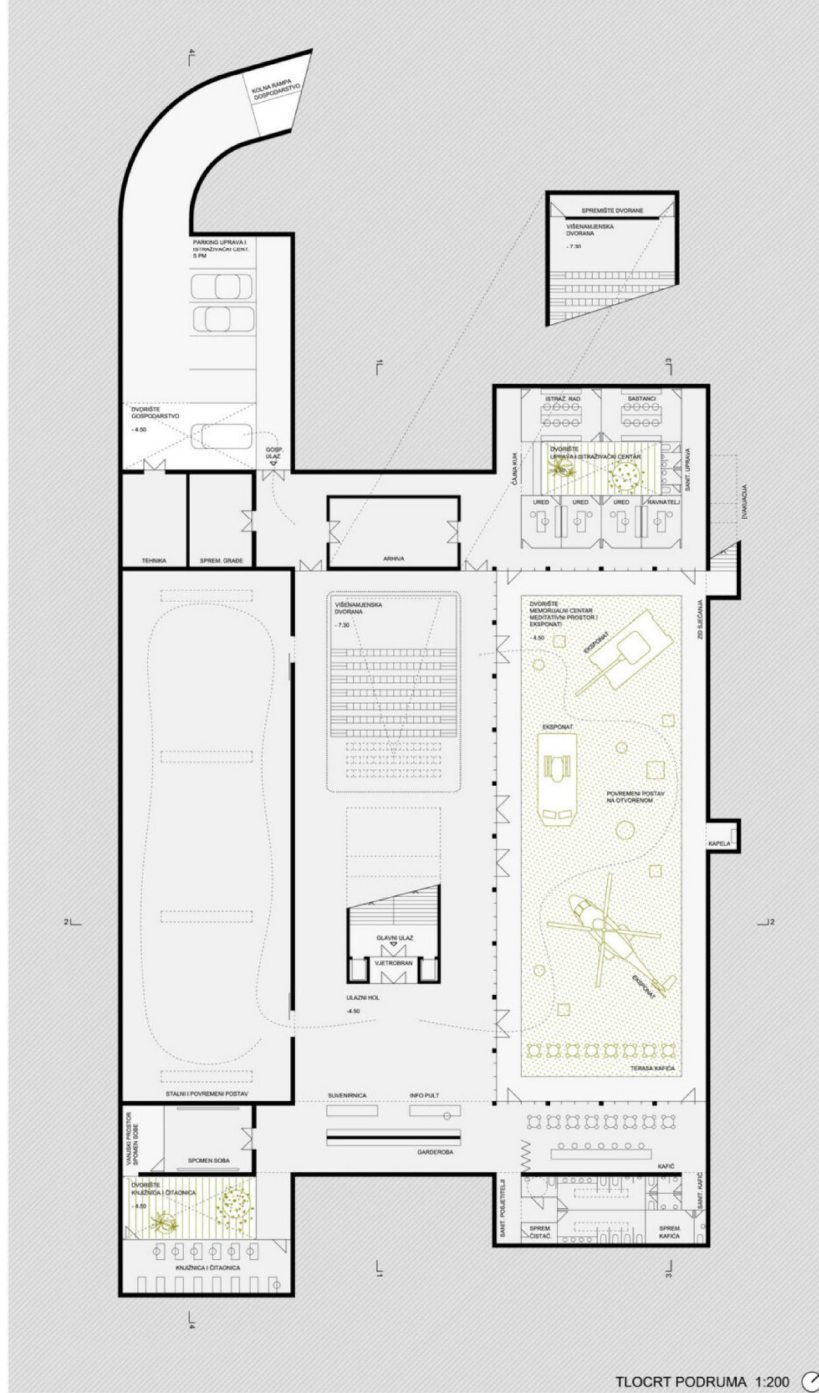 4
KOLNA RAMPA
GOSPODARSTVO
SPREMIŠTE DVORANE
VIŠENAMJENSKA
DVORANA
- 7.30
PARKING UPRAVA I
ISTRAŽIVAČKI CENT.
5 PM
1
3
ISTRAŽ. RAD
SASTANCI
DVORIŠTE
GOSPODARSTVO
- 4.50
GOSP.
ULAZ
ČAJNA KUH.
DVORIŠTE
UPRAVA I ISTRAŽIVAČKI CENTAR
SANIT. UPRAVA
URED
URED
URED
RAVNATELJ
EVAKUACIJA
TEHNIKA
SPREM. GRAĐE
ARHIVA
VIŠENAMJENSKA
DVORANA
- 7.30
DVORIŠTE
MEMORIJALNI CENTAR
MEDITATIVNI PROSTOR I
EKSPONATI
- 4.50
ZID SJEĆANJA
EKSPONAT
EKSPONAT
POVREMENI POSTAV
NA OTVORENOM
KAPELA
2
2
GLAVNI ULAZ
VJETROBRAN
ULAZNI HOL
-4.50
EKSPONAT
TERASA KAFIĆA
STALNI I POVREMENI POSTAV
SUVENIRNICA
INFO PULT
VANJSKI PROSTOR
SPOMEN SOBE
SPOMEN SOBA
GARDEROBA
KAFIĆ
DVORIŠTE
KNJIŽNICA I ČITAONICA
- 4.50
SANIT. POSJETITELJI
SANIT. KAFIĆ
SPREM.
ČISTAČ.
SPREM.
KAFIĆA
KNJIŽNICA I ČITAONICA
1
3
4
TLOCRT PODRUMA 1:200